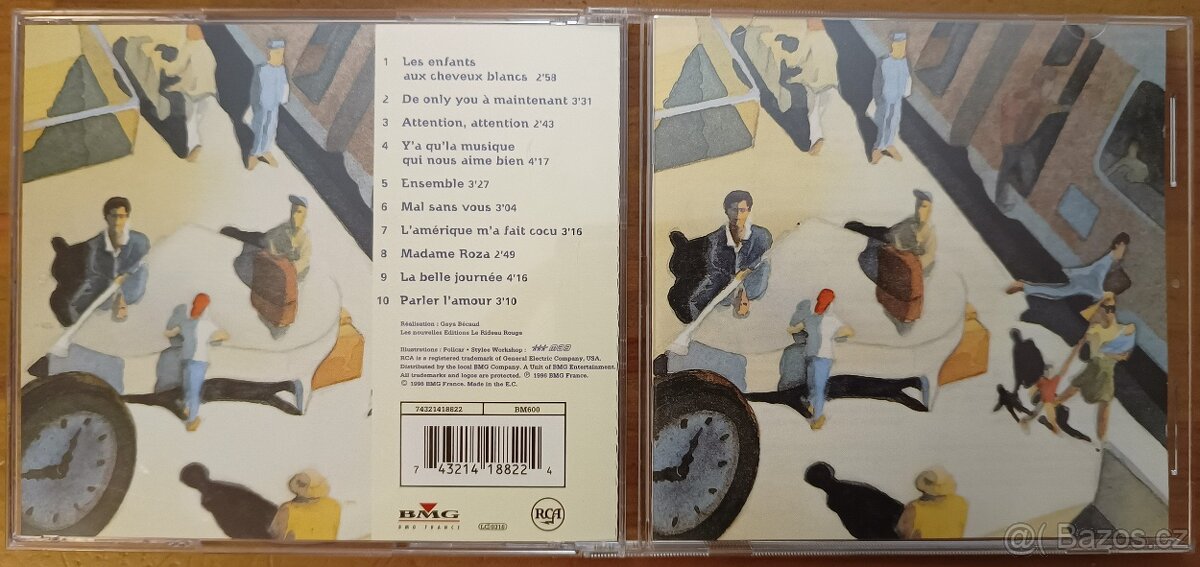 1 Les enfants
aux cheveux blancs 2'58
2 De only you à maintenant 3'31
3 Attention, attention 2'43
4 Y'a qu'la musique
qui nous aime bien 4'17
5 Ensemble 3'27
6 Mal sans vous 3'04
7 L'amérique m'a fait cocu 3'16
8 Madame Roza 2'49
9 La belle journée 4'16
10 Parler l'amour 3'10
Réalisation : Gaya Bécaud
Les nouvelles Editions Le Rideau Rouge
Illustrations : Policar • Styles Workshop :
RCA is a registered trademark of General Electric Company, USA.
Distributed by the local BMG Company. A Unit of BMG Entertainment.
All trademarks and logos are protected. ℗ 1996 BMG France.
© 1996 BMG France. Made in the E.C.
74321418822 BM600
7 43214 18822 4
BMG
BMG FRANCE
LC 0316
RCA
@( Bazos.cz